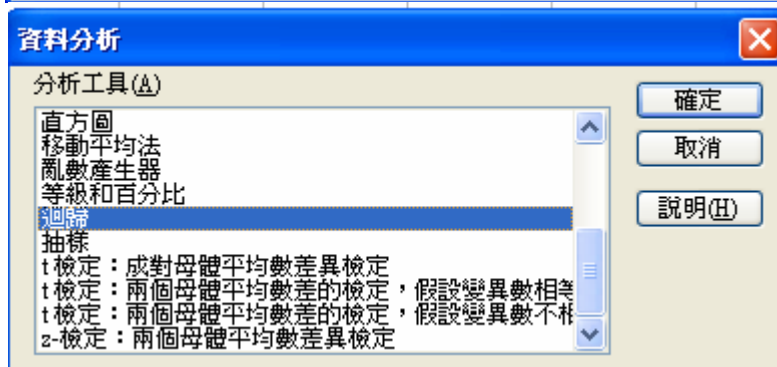 資料分析
分析工具(A)
直方圖
移動平均法
亂數產生器
等級和百分比
迴歸
抽樣
t 檢定：成對母體平均數差異檢定
t 檢定：兩個母體平均數差的檢定，假設變異數相等
t 檢定：兩個母體平均數差的檢定，假設變異數不相
z-檢定：兩個母體平均數差異檢定
確定
取消
說明(H)